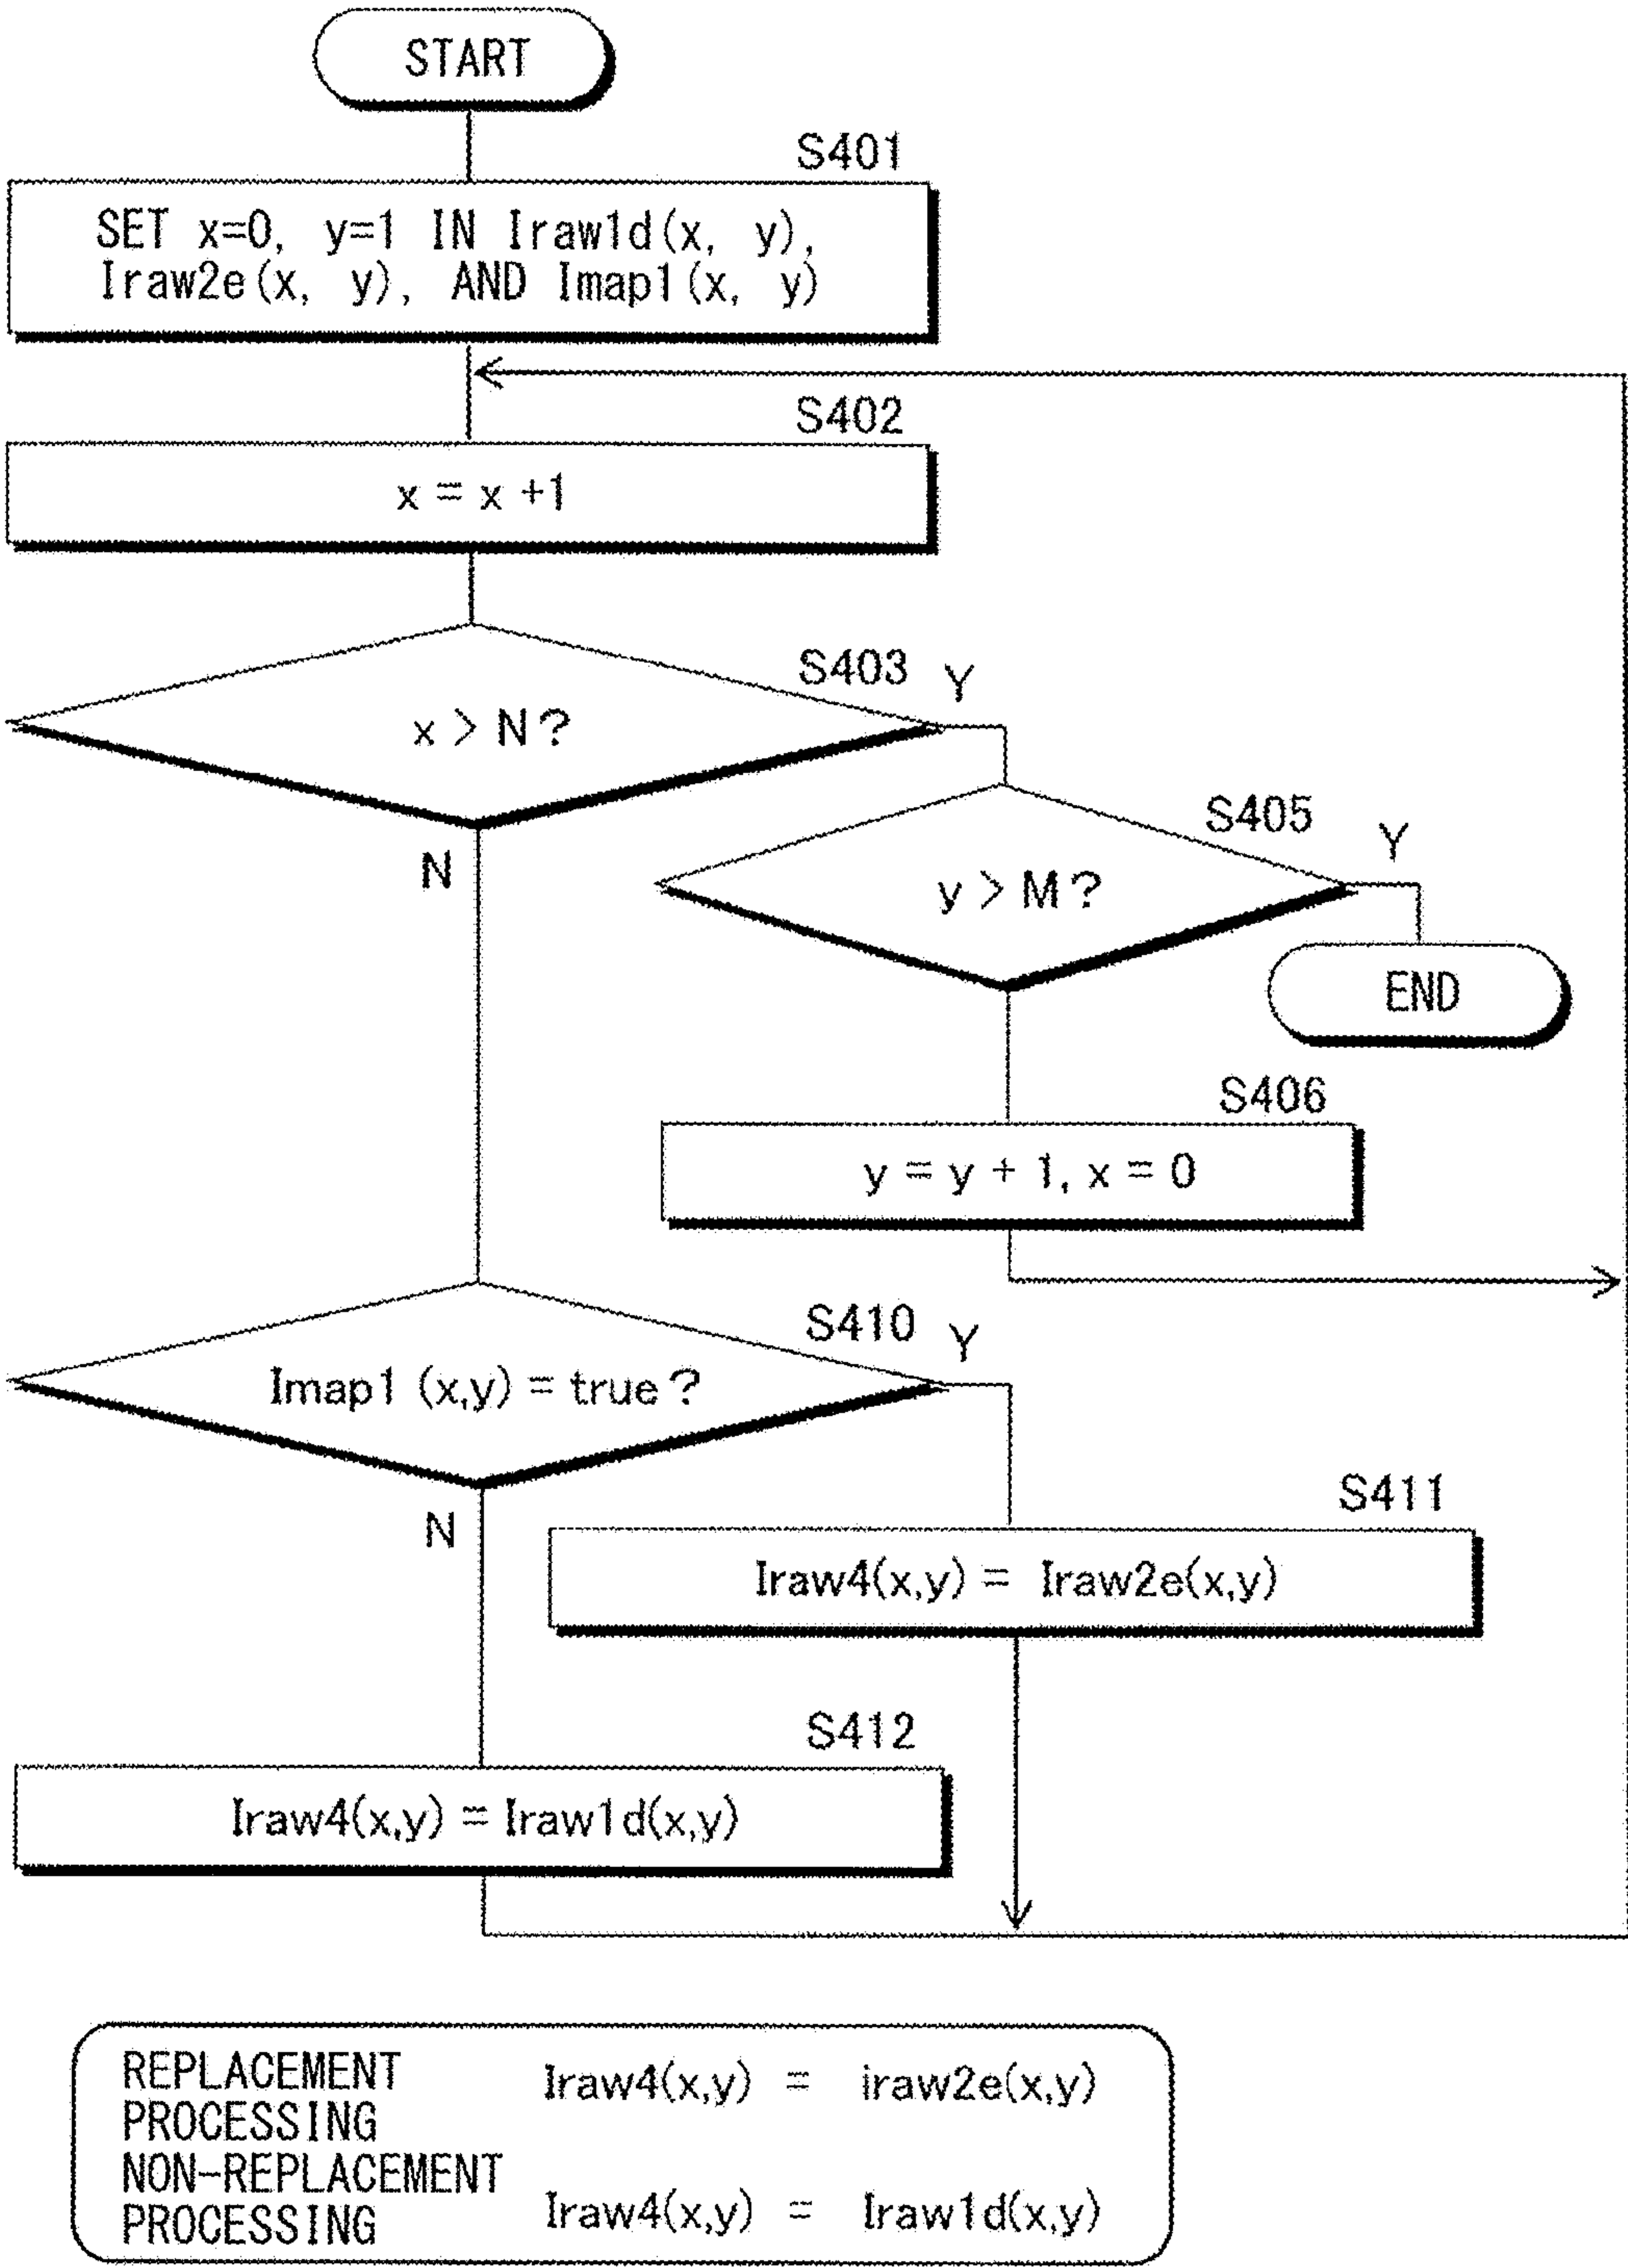 START
S401
SET x=0, y=1 IN Iraw1d(x, y),
Iraw2e(x, y), AND Imap1(x, y)
S402
x = x +1
S403
Y
x > N?
N
S405
Y
y > M?
END
S406
y = y + 1, x = 0
S410
Y
Imap1 (x,y) = true?
N
S411
Iraw4(x,y) = Iraw2e(x,y)
S412
Iraw4(x,y) = Iraw1d(x,y)
REPLACEMENT
PROCESSING
Iraw4(x,y) = iraw2e(x,y)
NON-REPLACEMENT
PROCESSING
Iraw4(x,y) = Iraw1d(x,y)